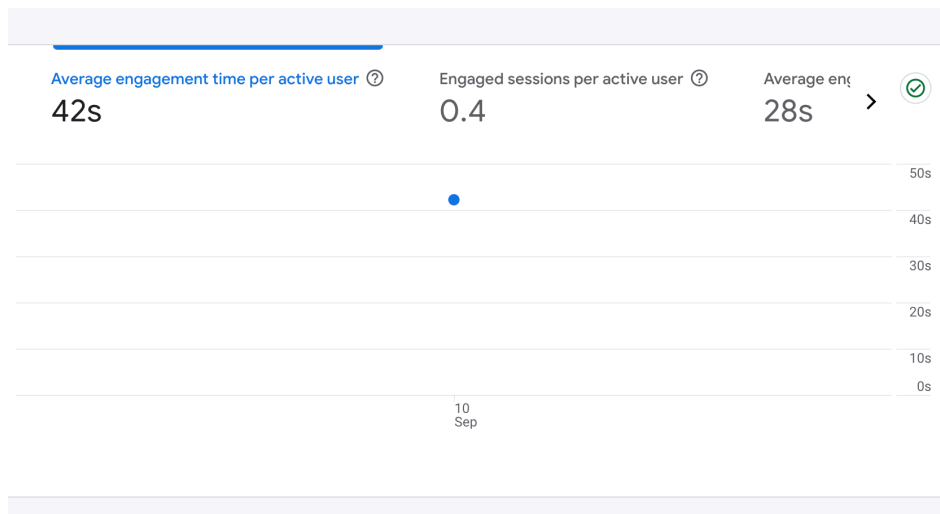 Average engagement time per active user
42s
Engaged sessions per active user
0.4
Average
28s
50s
40s
30s
20s
10s
0s
10
Sep